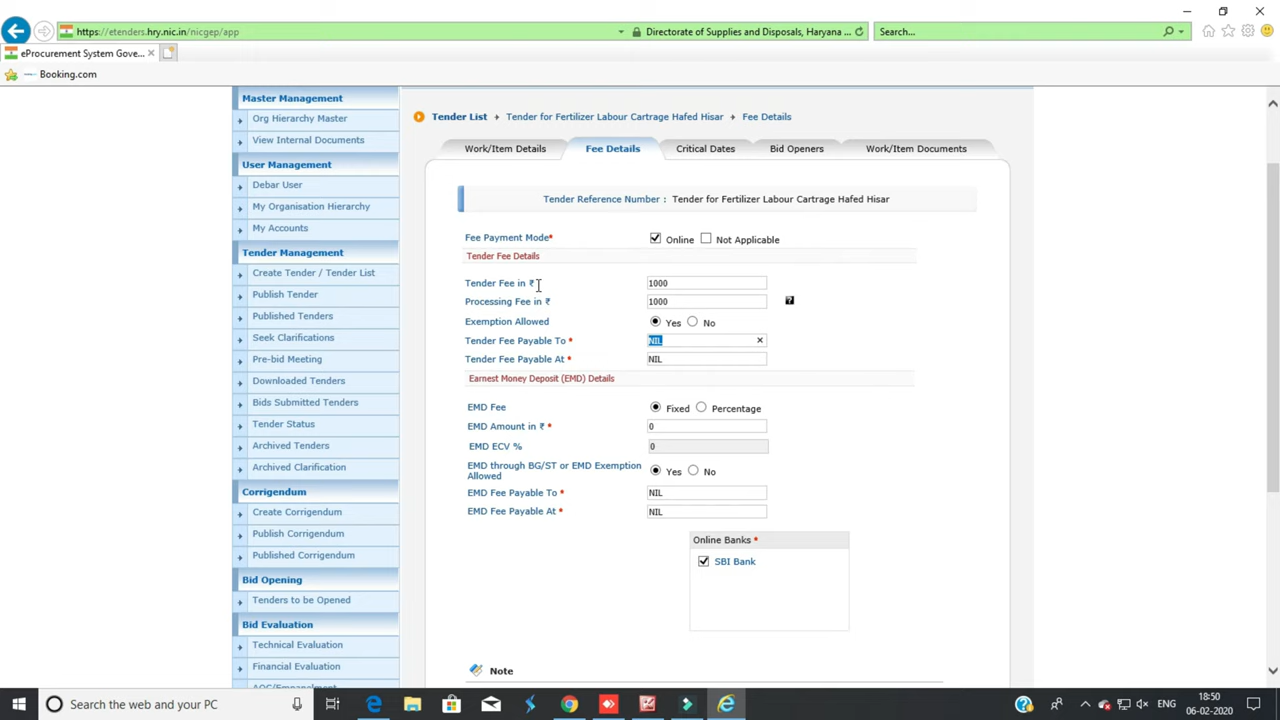 https://etenders.hry.nic.in/nicgep/app
Directorate of Supplies and Disposals, Haryana ...
Search...
eProcurement System Gove...
Booking.com
Master Management
Org Hierarchy Master
View Internal Documents
User Management
Debar User
My Organisation Hierarchy
My Accounts
Tender Management
Create Tender / Tender List
Publish Tender
Published Tenders
Seek Clarifications
Pre-bid Meeting
Downloaded Tenders
Bids Submitted Tenders
Tender Status
Archived Tenders
Archived Clarification
Corrigendum
Create Corrigendum
Publish Corrigendum
Published Corrigendum
Bid Opening
Tenders to be Opened
Bid Evaluation
Technical Evaluation
Financial Evaluation
AOC/Empanelment
Tender List Tender for Fertilizer Labour Cartrage Hafed Hisar Fee Details
Work/Item Details Fee Details Critical Dates Bid Openers Work/Item Documents
Tender Reference Number : Tender for Fertilizer Labour Cartrage Hafed Hisar
Fee Payment Mode* Online Not Applicable
Tender Fee Details
Tender Fee in ₹ 1000
Processing Fee in ₹ 1000 ?
Exemption Allowed Yes No
Tender Fee Payable To * NIL
Tender Fee Payable At * NIL
Earnest Money Deposit (EMD) Details
EMD Fee Fixed Percentage
EMD Amount in ₹ * 0
EMD ECV % 0
EMD through BG/ST or EMD Exemption
Allowed Yes No
EMD Fee Payable To * NIL
EMD Fee Payable At * NIL
Online Banks *
SBI Bank
Note
Type here to search for a PC
ENG
18:50
06-02-2020